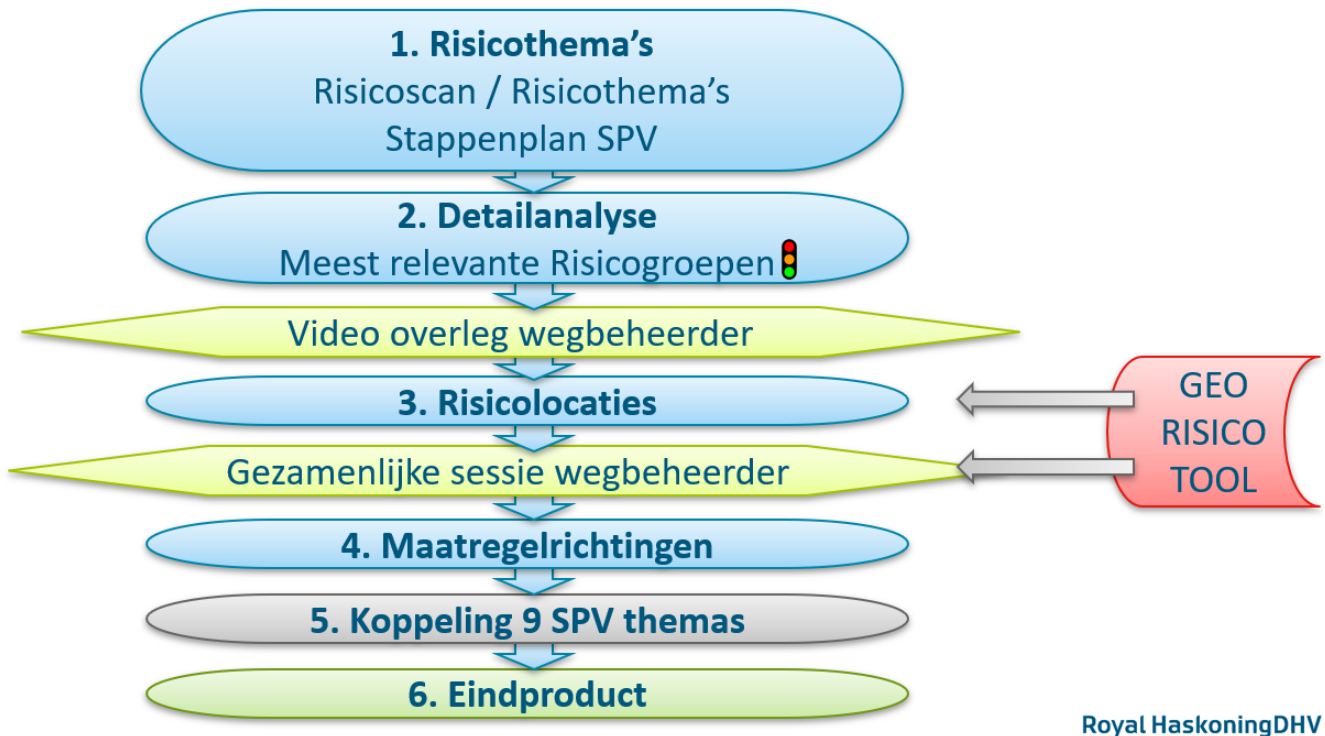 1. Risicothema's
Risicoscan / Risicothema's
Stappenplan SPV
2. Detailanalyse
Meest relevante Risicogroepen
Video overleg wegbeheerder
3. Risicolocaties
Gezamenlijke sessie wegbeheerder
GEO
RISICO
TOOL
4. Maatregelrichtingen
5. Koppeling 9 SPV themas
6. Eindproduct
Royal HaskoningDHV